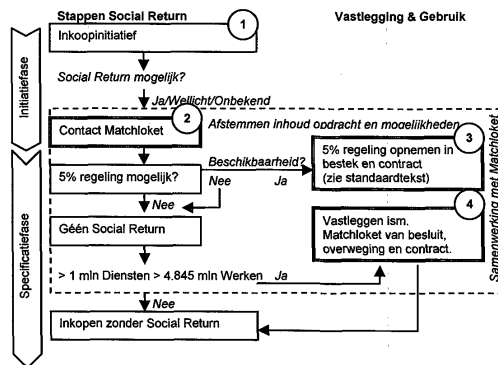 Stappen Social Return
Vastlegging & Gebruik
1
Inkoopinitiatief
Initiatiefase
Social Return mogelijk?
Ja/Wellicht/Onbekend
2
Contact Matchloket
Afstemmen inhoud opdracht en mogelijkheden
3
Beschikbaarheid?
5% regeling mogelijk?
Nee
Ja
5% regeling opnemen in
bestek en contract
(zie standaardtekst)
Nee
4
Géén Social Return
Vastleggen ism.
Matchloket van besluit,
overweging en contract.
> 1 mln Diensten > 4.845 mln Werken
Ja
Nee
Inkopen zonder Social Return
Specificatiefase
Samenwerking met Matchloket